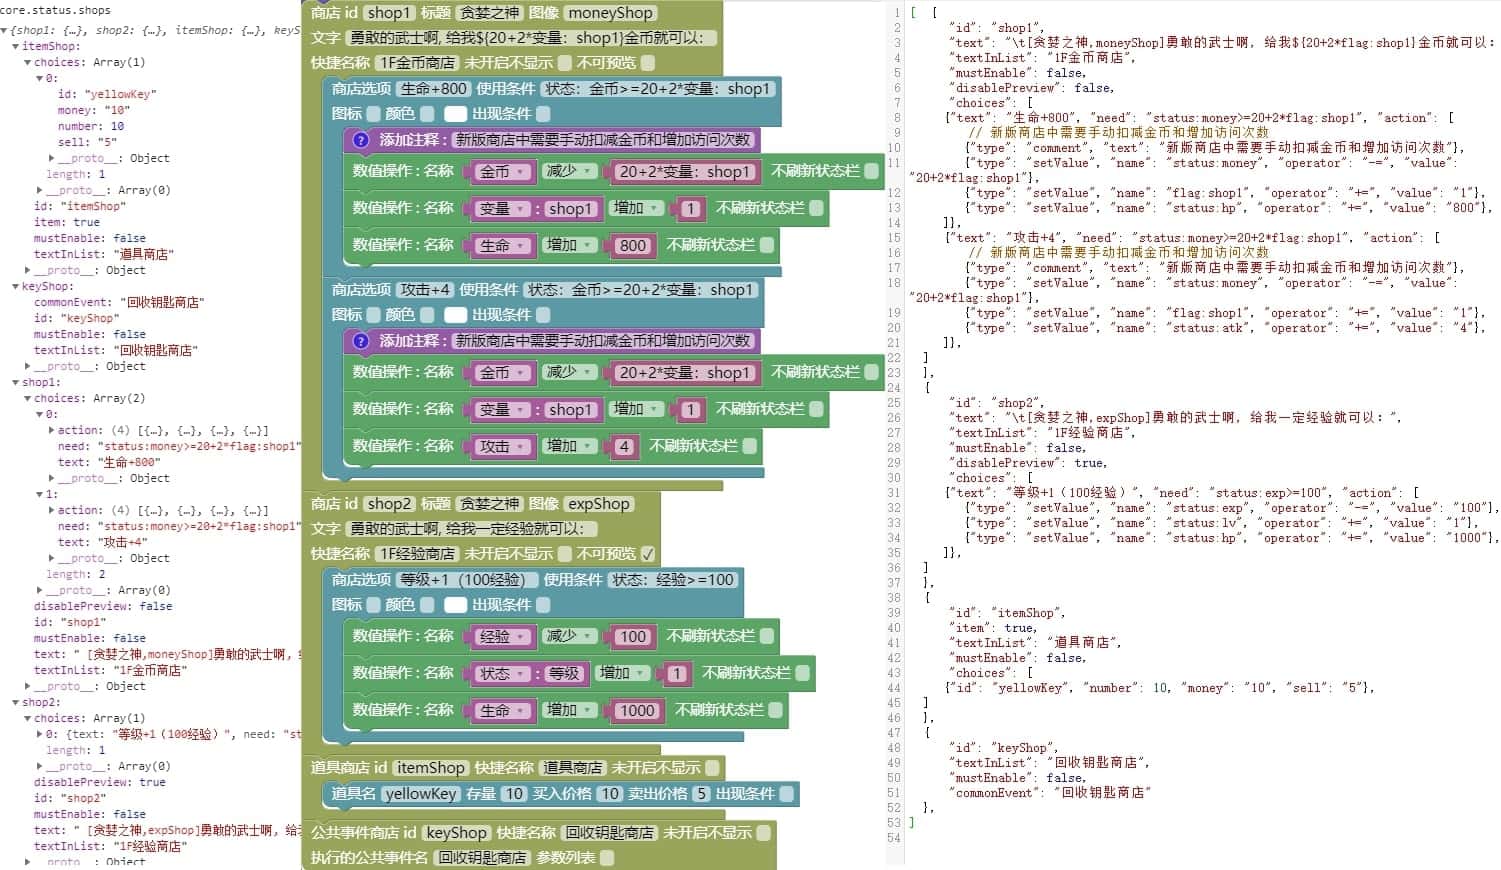 core.status.shops
{shop1: {…}, shop2: {…}, itemShop: {…}, keyS
itemShop:
choices: Array(1)
0:
id: "yellowKey"
money: "10"
number: 10
sell: "5"
__proto__: Object
length: 1
__proto__: Array(0)
id: "itemShop"
item: true
mustEnable: false
textInList: "道具商店"
__proto__: Object
keyShop:
commonEvent: "回收钥匙商店"
id: "keyShop"
mustEnable: false
textInList: "回收钥匙商店"
__proto__: Object
shop1:
choices: Array(2)
0:
action: (4) [{…}, {…}, {…}, {…}]
need: "status:money>=20+2*flag:shop1"
text: "生命+800"
__proto__: Object
1:
action: (4) [{…}, {…}, {…}, {…}]
need: "status:money>=20+2*flag:shop1"
text: "攻击+4"
__proto__: Object
length: 2
__proto__: Array(0)
disablePreview: false
id: "shop1"
mustEnable: false
text: " [贪婪之神,moneyShop]勇敢的武士啊,
textInList: "1F金币商店"
__proto__: Object
shop2:
choices: Array(1)
0: {text: "等级+1（100经验）", need: "st
length: 1
__proto__: Array(0)
disablePreview: true
id: "shop2"
mustEnable: false
text: " [贪婪之神,expShop]勇敢的武士啊, 给
textInList: "1F经验商店"
__proto__: Object
商店 id shop1 标题 贪婪之神 图像 moneyShop
文字 勇敢的武士啊, 给我${20+2*变量：shop1}金币就可以：
快捷名称 1F金币商店 未开启不显示 不可预览
商店选项 生命+800 使用条件 状态：金币>=20+2*变量：shop1
图标 颜色 出现条件
? 添加注释 : 新版商店中需要手动扣减金币和增加访问次数
数值操作 : 名称 金币 减少 20+2*变量：shop1 不刷新状态栏
数值操作 : 名称 变量 : shop1 增加 1 不刷新状态栏
数值操作 : 名称 生命 增加 800 不刷新状态栏
商店选项 攻击+4 使用条件 状态：金币>=20+2*变量：shop1
图标 颜色 出现条件
? 添加注释 : 新版商店中需要手动扣减金币和增加访问次数
数值操作 : 名称 金币 减少 20+2*变量：shop1 不刷新状态栏
数值操作 : 名称 变量 : shop1 增加 1 不刷新状态栏
数值操作 : 名称 攻击 增加 4 不刷新状态栏
商店 id shop2 标题 贪婪之神 图像 expShop
文字 勇敢的武士啊, 给我一定经验就可以：
快捷名称 1F经验商店 未开启不显示 不可预览 ✓
商店选项 等级+1（100经验） 使用条件 状态：经验>=100
图标 颜色 出现条件
数值操作 : 名称 经验 减少 100 不刷新状态栏
数值操作 : 名称 状态 : 等级 增加 1 不刷新状态栏
数值操作 : 名称 生命 增加 1000 不刷新状态栏
道具商店 id itemShop 快捷名称 道具商店 未开启不显示
道具名 yellowKey 存量 10 买入价格 10 卖出价格 5 出现条件
公共事件商店 id keyShop 快捷名称 回收钥匙商店 未开启不显示
执行的公共事件名 回收钥匙商店 参数列表
1 [ {
2 "id": "shop1",
3 "text": "\t[贪婪之神,moneyShop]勇敢的武士啊, 给我${20+2*flag:shop1}金币就可以：
4 "textInList": "1F金币商店",
5 "mustEnable": false,
6 "disablePreview": false,
7 "choices": [
8 {"text": "生命+800", "need": "status:money>=20+2*flag:shop1", "action": [
9 // 新版商店中需要手动扣减金币和增加访问次数
10 {"type": "comment", "text": "新版商店中需要手动扣减金币和增加访问次数"},
11 {"type": "setValue", "name": "status:money", "operator": "-=", "value":
"20+2*flag:shop1"},
12 {"type": "setValue", "name": "flag:shop1", "operator": "+=", "value": "1"},
13 {"type": "setValue", "name": "status:hp", "operator": "+=", "value": "800"},
14 ]},
15 {"text": "攻击+4", "need": "status:money>=20+2*flag:shop1", "action": [
16 // 新版商店中需要手动扣减金币和增加访问次数
17 {"type": "comment", "text": "新版商店中需要手动扣减金币和增加访问次数"},
18 {"type": "setValue", "name": "status:money", "operator": "-=", "value":
"20+2*flag:shop1"},
19 {"type": "setValue", "name": "flag:shop1", "operator": "+=", "value": "1"},
20 {"type": "setValue", "name": "status:atk", "operator": "+=", "value": "4"},
21 ]},
22 ]
23 },
24 {
25 "id": "shop2",
26 "text": "\t[贪婪之神,expShop]勇敢的武士啊, 给我一定经验就可以：",
27 "textInList": "1F经验商店",
28 "mustEnable": false,
29 "disablePreview": true,
30 "choices": [
31 {"text": "等级+1（100经验）", "need": "status:exp>=100", "action": [
32 {"type": "setValue", "name": "status:exp", "operator": "-=", "value": "100"},
33 {"type": "setValue", "name": "status:lv", "operator": "+=", "value": "1"},
34 {"type": "setValue", "name": "status:hp", "operator": "+=", "value": "1000"},
35 ]},
36 ]
37 },
38 {
39 "id": "itemShop",
40 "item": true,
41 "textInList": "道具商店",
42 "mustEnable": false,
43 "choices": [
44 {"id": "yellowKey", "number": 10, "money": "10", "sell": "5"},
45 ]
46 },
47 {
48 "id": "keyShop",
49 "textInList": "回收钥匙商店",
50 "mustEnable": false,
51 "commonEvent": "回收钥匙商店"
52 },
53 ]
54